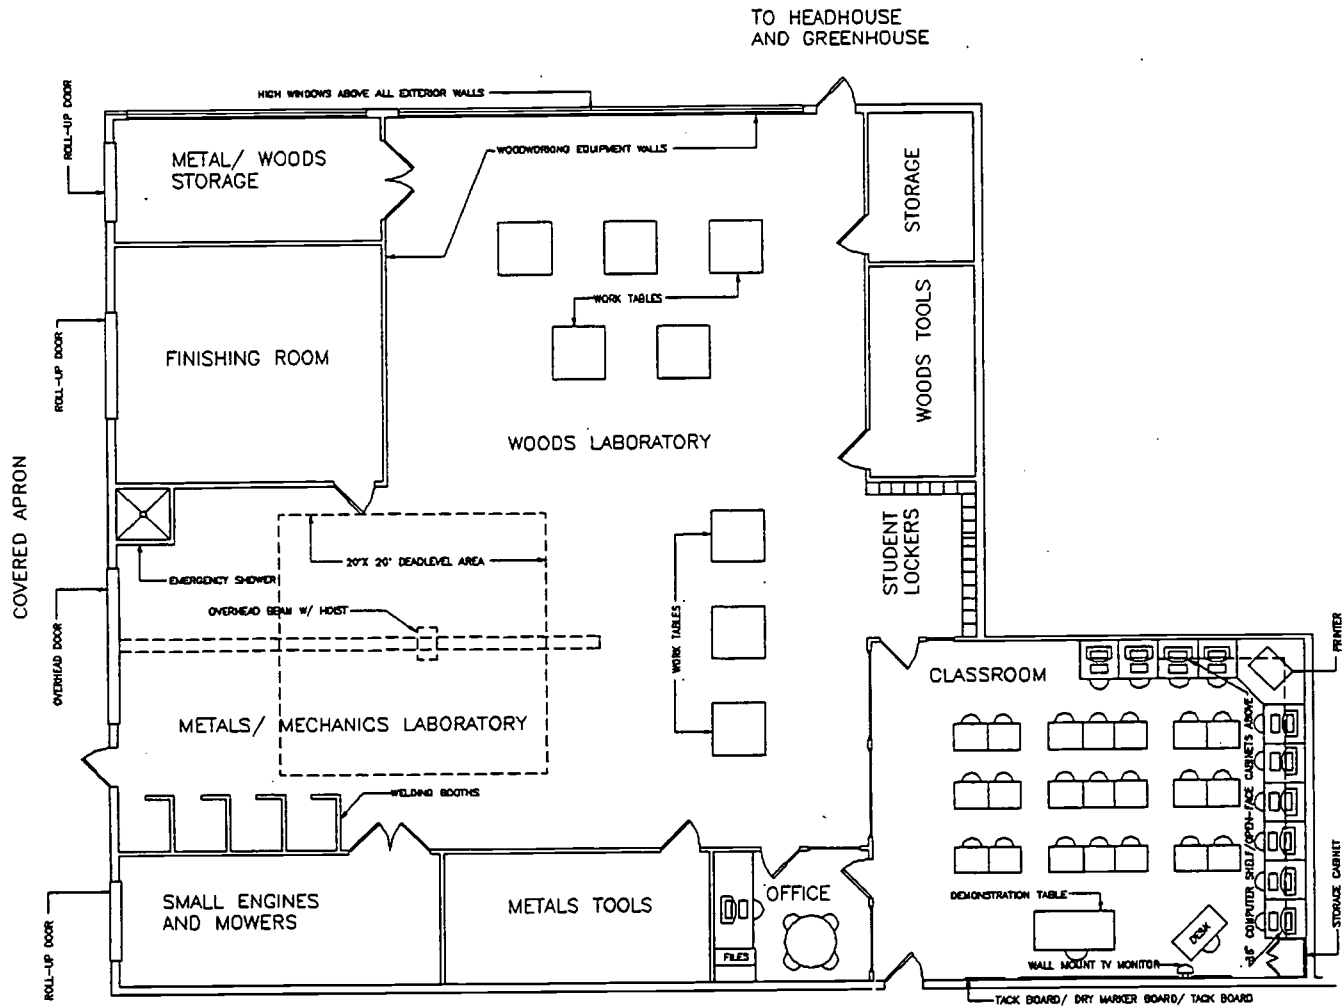 TO HEADHOUSE
AND GREENHOUSE
HIGH WINDOWS ABOVE ALL EXTERIOR WALLS
ROLL-UP DOOR
METAL/ WOODS
STORAGE
WOODWORKING EQUIPMENT WALLS
STORAGE
WORK TABLES
ROLL-UP DOOR
FINISHING ROOM
WOODS TOOLS
WOODS LABORATORY
COVERED APRON
STUDENT
LOCKERS
20'X 20' DEADLEVEL AREA
EMERGENCY SHOWER
OVERHEAD BEAM W/ HOIST
OVERHEAD DOOR
WORK TABLES
PRINTER
CLASSROOM
METALS/ MECHANICS LABORATORY
WELDING BOOTHS
COMPUTER SHELF/OPEN-FACE CABINETS ABOVE
STORAGE CABINET
SMALL ENGINES
AND MOWERS
METALS TOOLS
OFFICE
DEMONSTRATION TABLE
DESK
ROLL-UP DOOR
FILES
WALL MOUNT TV MONITOR
TACK BOARD/ DRY MARKER BOARD/ TACK BOARD